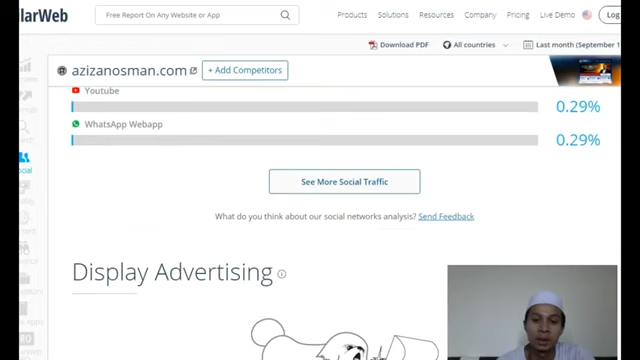 larWeb
Free Report On Any Website or App
Products
Solutions
Resources
Company
Pricing
Live Demo
Log
Download PDF
All countries
Last month (September 1
azizanosman.com
+ Add Competitors
Youtube
0.29%
WhatsApp Webapp
0.29%
ocial
See More Social Traffic
What do you think about our social networks analysis? Send Feedback
Display Advertising